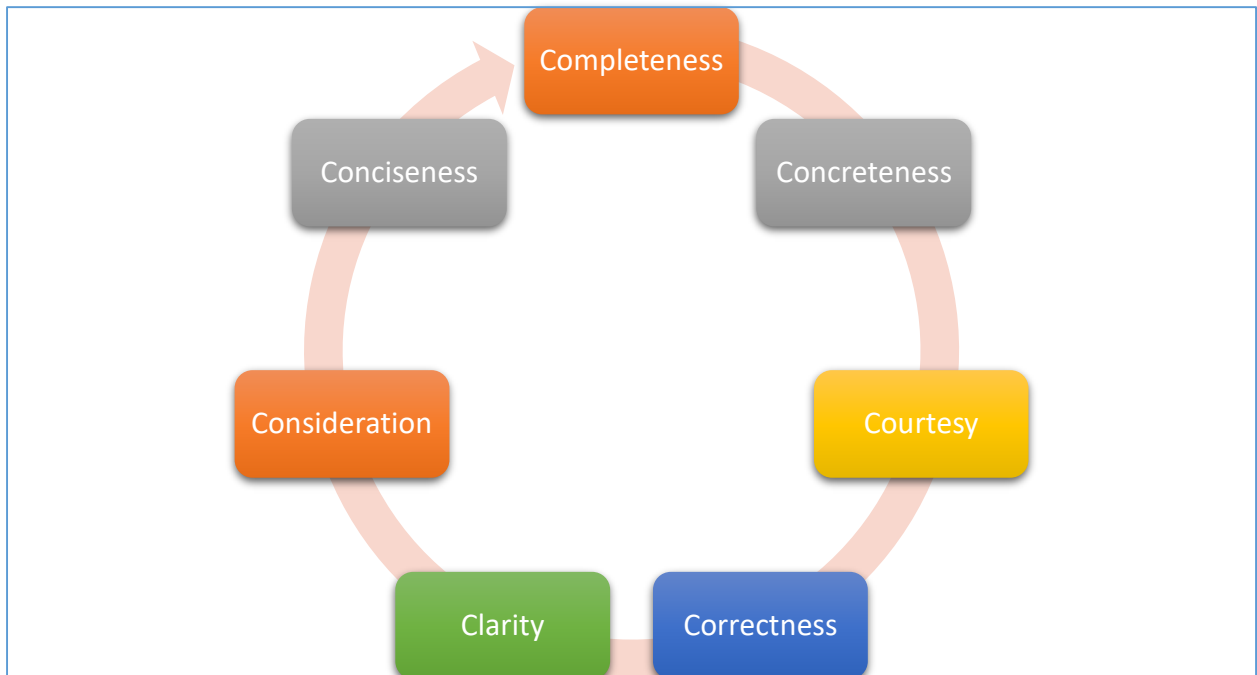 Completeness
Conciseness
Concreteness
Consideration
Courtesy
Clarity
Correctness